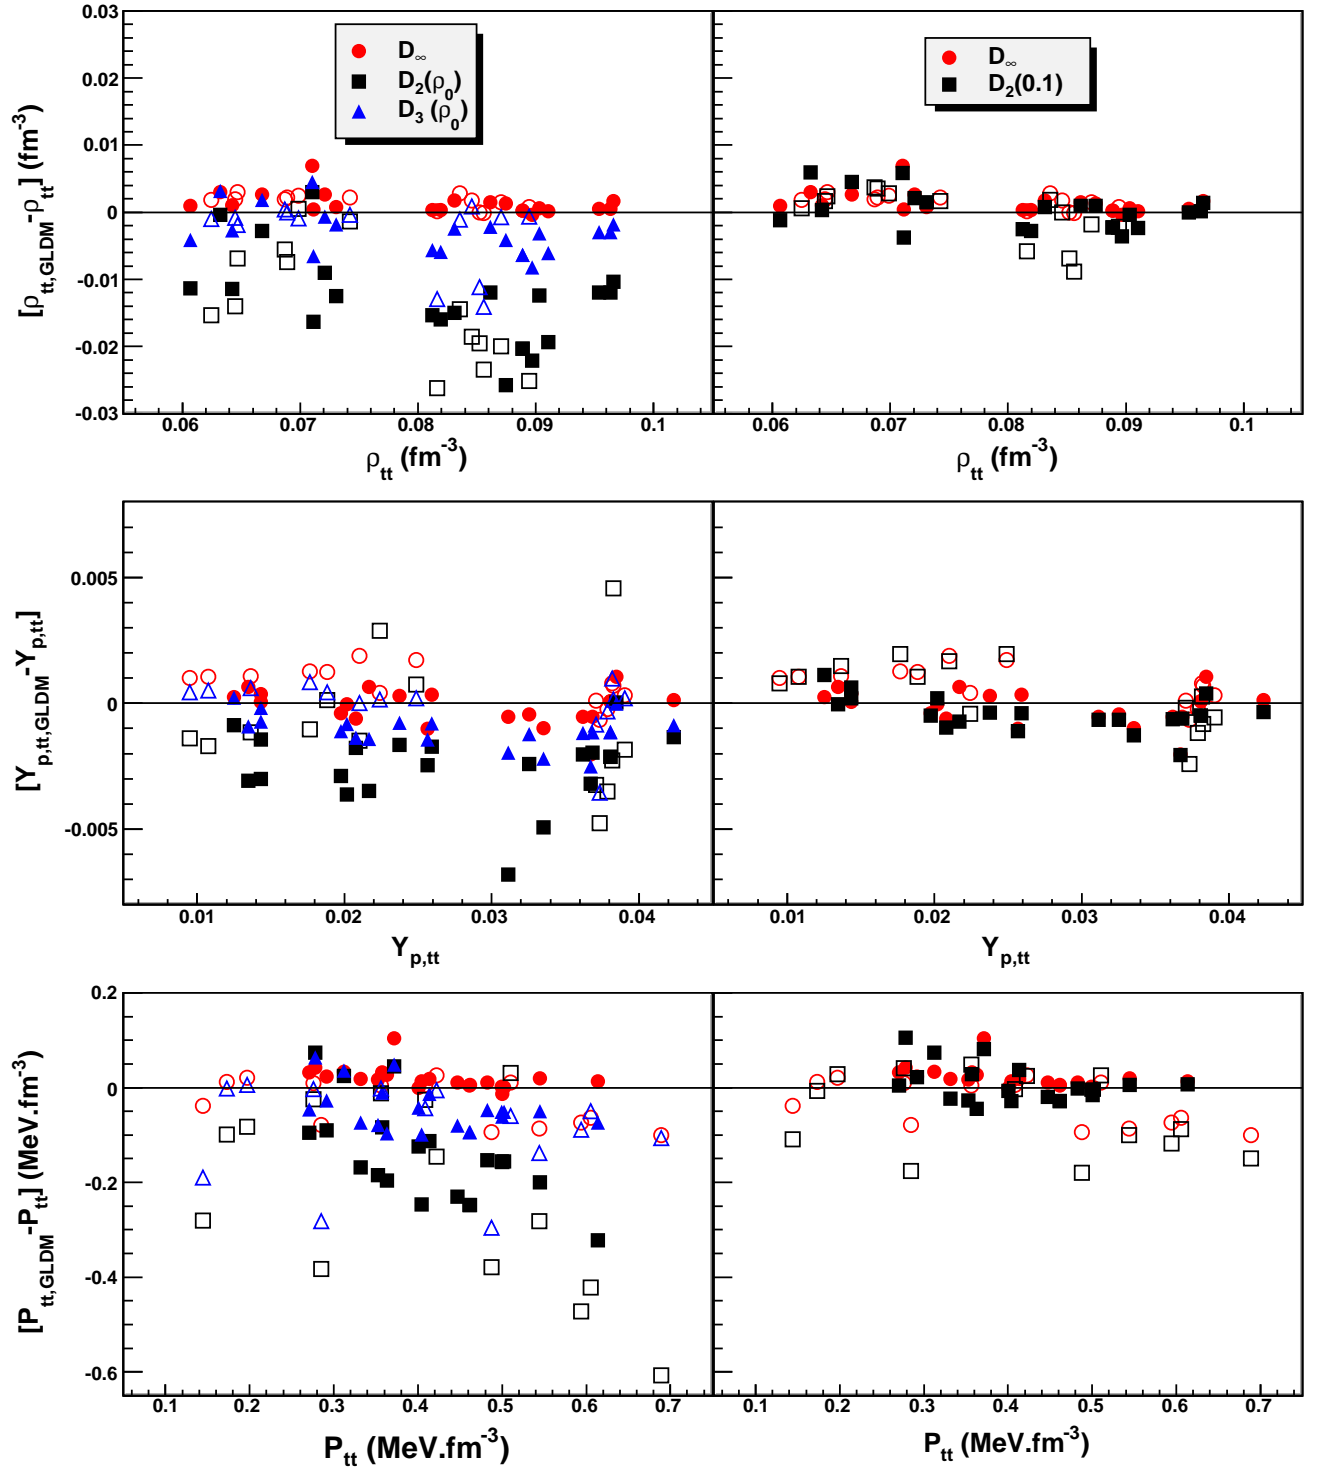 0.03
0.02
0.01
0
-0.01
-0.02
-0.03
[ρtt,GLDM-ρtt] (fm-3)
D∞
D2(ρ0)
D3 (ρ0)
D∞
D2(0.1)
0.06 0.07 0.08 0.09 0.1
0.06 0.07 0.08 0.09 0.1
ρtt (fm-3)
ρtt (fm-3)
0.005
0
-0.005
[Yp,tt,GLDM-Yp,tt]
0.01 0.02 0.03 0.04
0.01 0.02 0.03 0.04
Yp,tt
Yp,tt
0.2
0
-0.2
-0.4
-0.6
[Ptt,GLDM-Ptt] (MeV.fm-3)
0.1 0.2 0.3 0.4 0.5 0.6 0.7
0.1 0.2 0.3 0.4 0.5 0.6 0.7
Ptt (MeV.fm-3)
Ptt (MeV.fm-3)